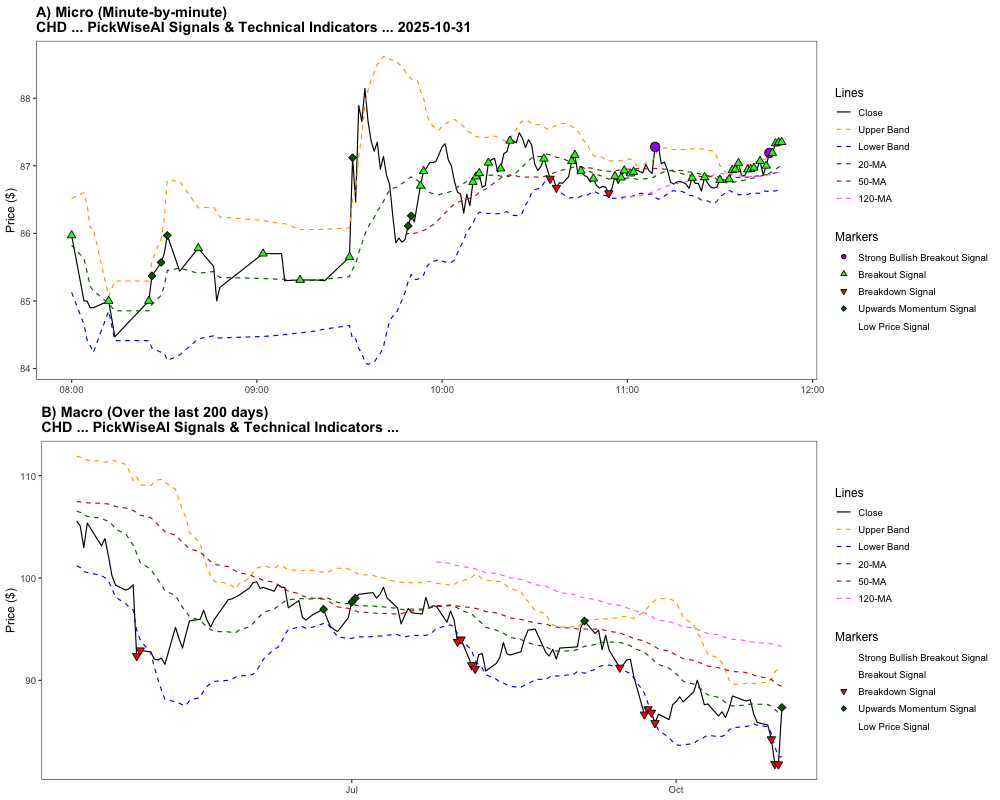 A) Micro (Minute-by-minute)
CHD ... PickWiseAI Signals & Technical Indicators ... 2025-10-31
Price ($)
88
87
86
85
84
08:00
09:00
10:00
11:00
12:00
Lines
Close
Upper Band
Lower Band
20-MA
50-MA
120-MA
Markers
Strong Bullish Breakout Signal
Breakout Signal
Breakdown Signal
Upwards Momentum Signal
Low Price Signal
B) Macro (Over the last 200 days)
CHD ... PickWiseAI Signals & Technical Indicators ...
Price ($)
110
100
90
Jul
Oct
Lines
Close
Upper Band
Lower Band
20-MA
50-MA
120-MA
Markers
Strong Bullish Breakout Signal
Breakout Signal
Breakdown Signal
Upwards Momentum Signal
Low Price Signal